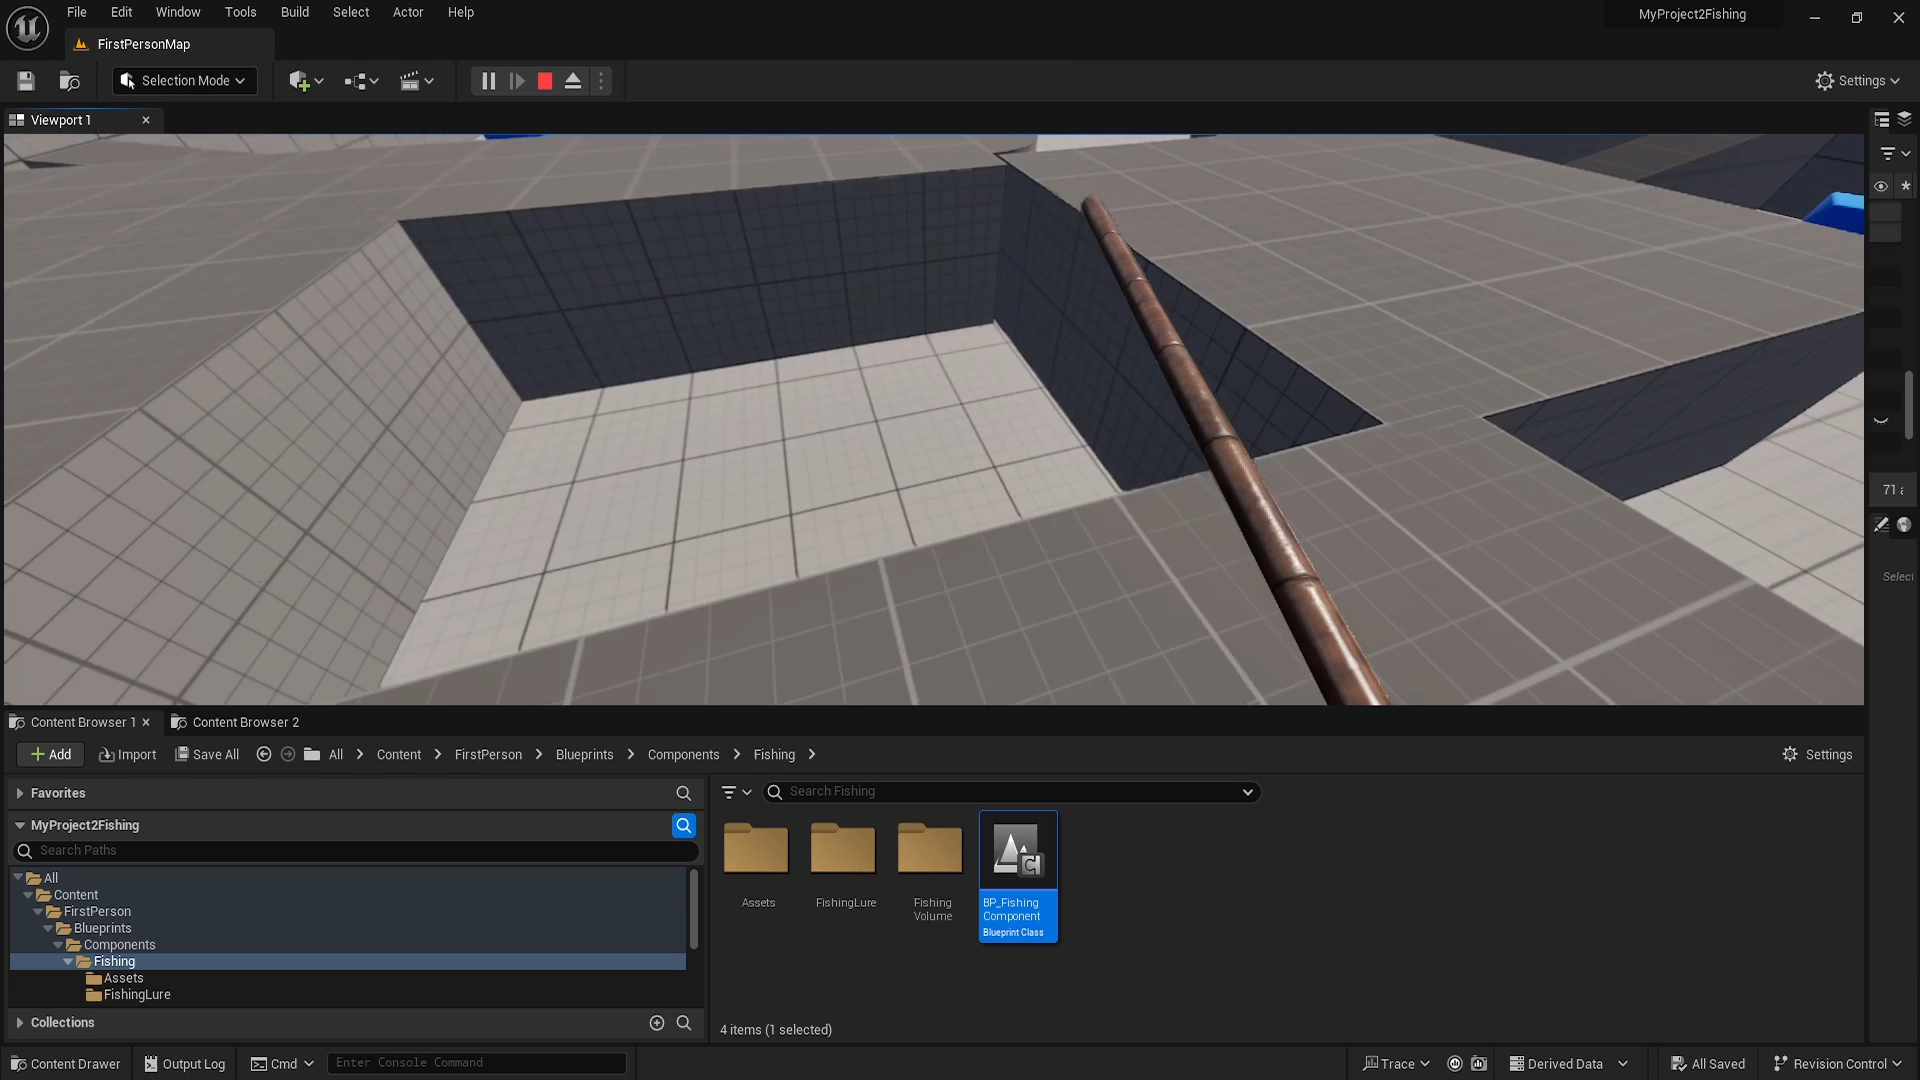 File Edit Window Tools Build Select Actor Help
MyProject2Fishing
FirstPersonMap
Selection Mode
Settings
Viewport 1
71 
Select
Content Browser 1
Content Browser 2
Add Import Save All All Content FirstPerson Blueprints Components Fishing Settings
Favorites
Search Fishing
MyProject2Fishing
Search Paths
All
Content
FirstPerson
Blueprints
Components
Fishing
Assets
FishingLure
Collections
Assets
FishingLure
Fishing
Volume
BP_Fishing
Component
Blueprint Class
4 items (1 selected)
Content Drawer Output Log Cmd Enter Console Command Trace Derived Data All Saved Revision Control